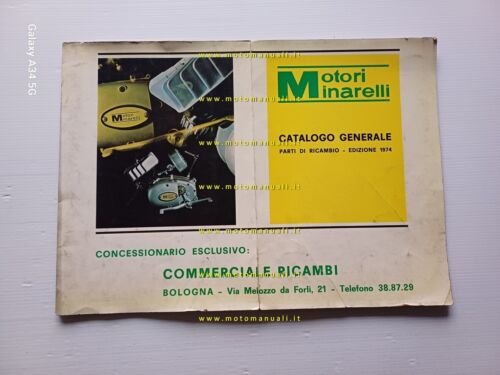 Galaxy A34 5G
www.motomanuali.it
Motori
Minarelli
CATALOGO GENERALE
PARTI DI RICAMBIO - EDIZIONE 1974
www.motomanuali.it
Motori
Minarelli
www.motomanuali.it
www.motomanuali.it
CONCESSIONARIO ESCLUSIVO:
COMMERCIALE RICAMBI
BOLOGNA - Via Melozzo da Forlì, 21 - Telefono 38.87.29
www.motomanuali.it